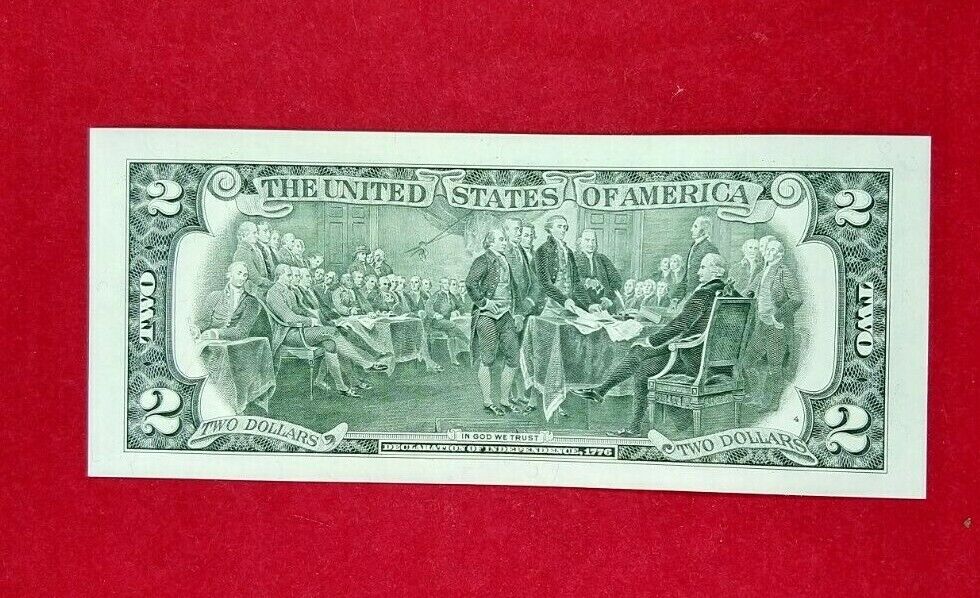 THE UNITED STATES OF AMERICA
2
2
TWO
TWO
2
2
TWO DOLLARS
IN GOD WE TRUST
TWO DOLLARS
4
DECLARATION OF INDEPENDENCE, 1776